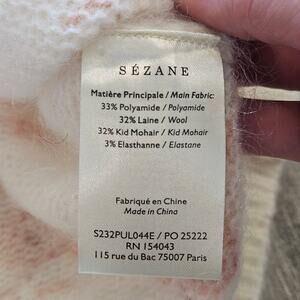 SÉZANE
Matière Principale / Main Fabric:
33% Polyamide / Polyamide
32% Laine / Wool
32% Kid Mohair / Kid Mohair
3% Elasthanne / Elastane
Fabriqué en Chine
Made in China
S232PUL044E / PO 25222
RN 154043
115 rue du Bac 75007 Paris